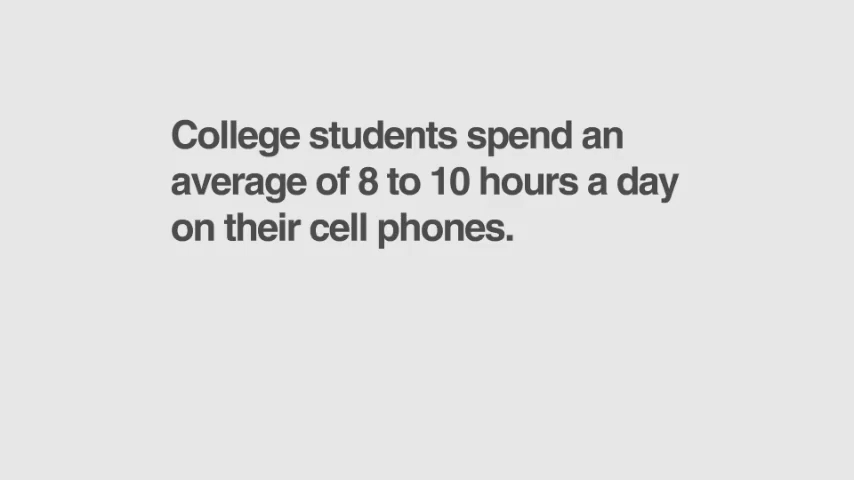 College students spend an
average of 8 to 10 hours a day
on their cell phones.